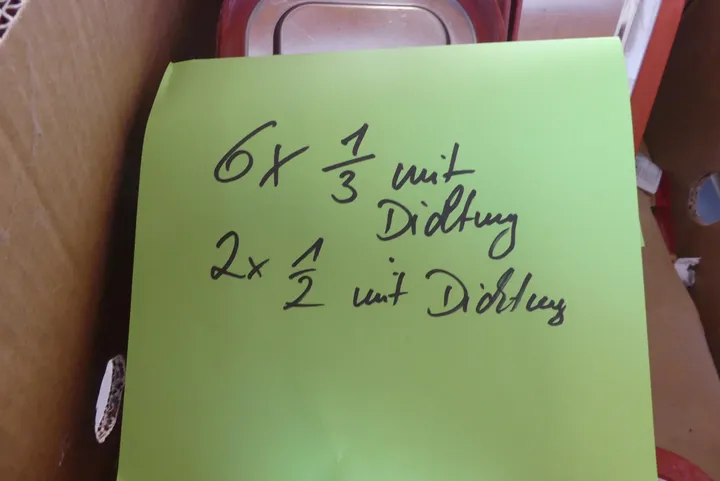 6x 1/3 mit
Dichtung
2x 1/2 mit Dichtung